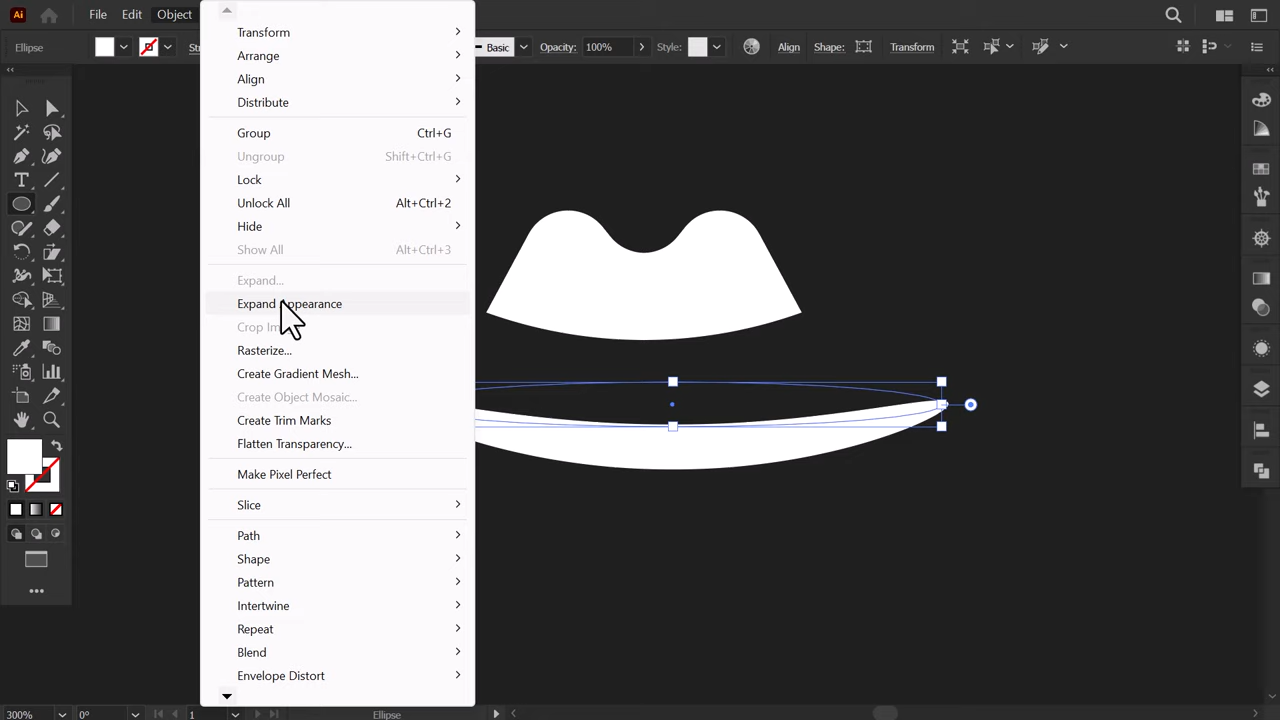 Ai File Edit Object
Ellipse Str Basic Opacity: 100% Style: Align Shape: Transform
Transform
Arrange
Align
Distribute
Group Ctrl+G
Ungroup Shift+Ctrl+G
Lock
Unlock All Alt+Ctrl+2
Hide
Show All Alt+Ctrl+3
Expand...
Expand Appearance
Crop Im
Rasterize...
Create Gradient Mesh...
Create Object Mosaic...
Create Trim Marks
Flatten Transparency...
Make Pixel Perfect
Slice
Path
Shape
Pattern
Intertwine
Repeat
Blend
Envelope Distort
300% 0° 1 Ellipse